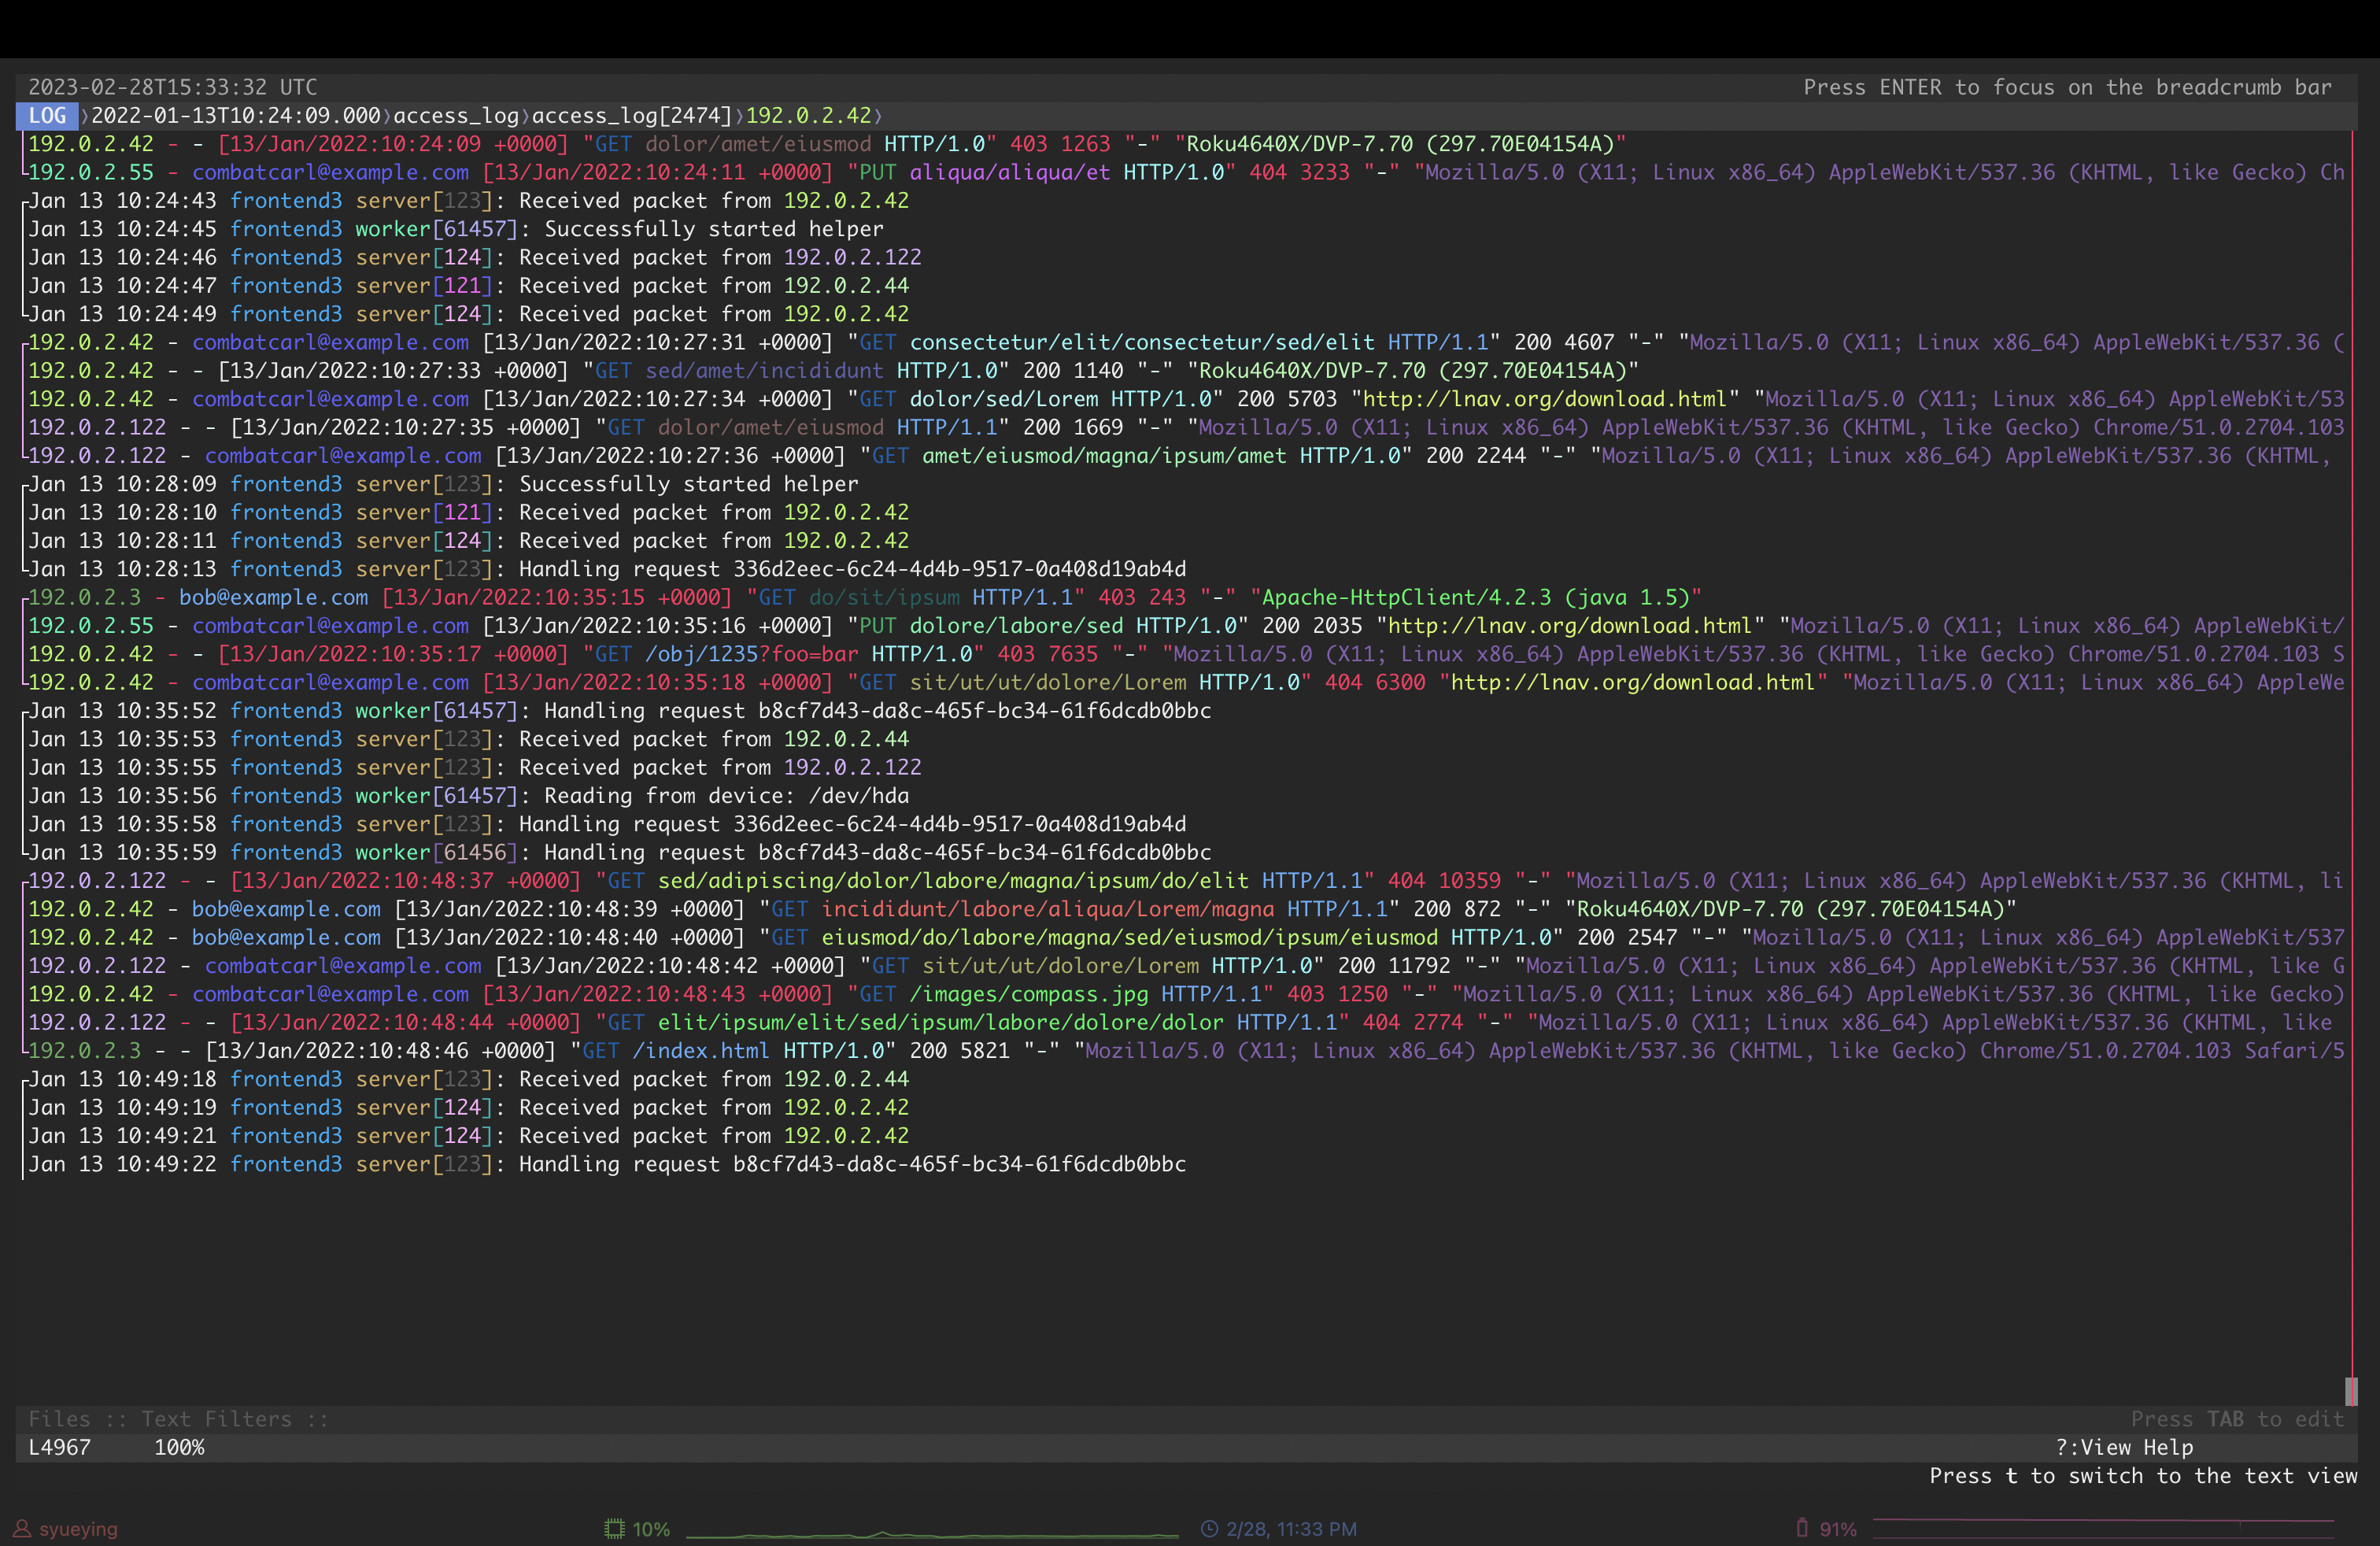 2023-02-28T15:33:32 UTC Press ENTER to focus on the breadcrumb bar
LOG ⟩2022-01-13T10:24:09.000⟩access_log⟩access_log[2474]⟩192.0.2.42⟩
192.0.2.42 - - [13/Jan/2022:10:24:09 +0000] "GET dolor/amet/eiusmod HTTP/1.0" 403 1263 "-" "Roku4640X/DVP-7.70 (297.70E04154A)"
192.0.2.55 - combatcarl@example.com [13/Jan/2022:10:24:11 +0000] "PUT aliqua/aliqua/et HTTP/1.0" 404 3233 "-" "Mozilla/5.0 (X11; Linux x86_64) AppleWebKit/537.36 (KHTML, like Gecko) Ch
Jan 13 10:24:43 frontend3 server[123]: Received packet from 192.0.2.42
Jan 13 10:24:45 frontend3 worker[61457]: Successfully started helper
Jan 13 10:24:46 frontend3 server[124]: Received packet from 192.0.2.122
Jan 13 10:24:47 frontend3 server[121]: Received packet from 192.0.2.44
Jan 13 10:24:49 frontend3 server[124]: Received packet from 192.0.2.42
192.0.2.42 - combatcarl@example.com [13/Jan/2022:10:27:31 +0000] "GET consectetur/elit/consectetur/sed/elit HTTP/1.1" 200 4607 "-" "Mozilla/5.0 (X11; Linux x86_64) AppleWebKit/537.36 (
192.0.2.42 - - [13/Jan/2022:10:27:33 +0000] "GET sed/amet/incididunt HTTP/1.0" 200 1140 "-" "Roku4640X/DVP-7.70 (297.70E04154A)"
192.0.2.42 - combatcarl@example.com [13/Jan/2022:10:27:34 +0000] "GET dolor/sed/Lorem HTTP/1.0" 200 5703 "http://lnav.org/download.html" "Mozilla/5.0 (X11; Linux x86_64) AppleWebKit/53
192.0.2.122 - - [13/Jan/2022:10:27:35 +0000] "GET dolor/amet/eiusmod HTTP/1.1" 200 1669 "-" "Mozilla/5.0 (X11; Linux x86_64) AppleWebKit/537.36 (KHTML, like Gecko) Chrome/51.0.2704.103
192.0.2.122 - combatcarl@example.com [13/Jan/2022:10:27:36 +0000] "GET amet/eiusmod/magna/ipsum/amet HTTP/1.0" 200 2244 "-" "Mozilla/5.0 (X11; Linux x86_64) AppleWebKit/537.36 (KHTML,
Jan 13 10:28:09 frontend3 server[123]: Successfully started helper
Jan 13 10:28:10 frontend3 server[121]: Received packet from 192.0.2.42
Jan 13 10:28:11 frontend3 server[124]: Received packet from 192.0.2.42
Jan 13 10:28:13 frontend3 server[123]: Handling request 336d2eec-6c24-4d4b-9517-0a408d19ab4d
192.0.2.3 - bob@example.com [13/Jan/2022:10:35:15 +0000] "GET do/sit/ipsum HTTP/1.1" 403 243 "-" "Apache-HttpClient/4.2.3 (java 1.5)"
192.0.2.55 - combatcarl@example.com [13/Jan/2022:10:35:16 +0000] "PUT dolore/labore/sed HTTP/1.0" 200 2035 "http://lnav.org/download.html" "Mozilla/5.0 (X11; Linux x86_64) AppleWebKit/
192.0.2.42 - - [13/Jan/2022:10:35:17 +0000] "GET /obj/1235?foo=bar HTTP/1.0" 403 7635 "-" "Mozilla/5.0 (X11; Linux x86_64) AppleWebKit/537.36 (KHTML, like Gecko) Chrome/51.0.2704.103 S
192.0.2.42 - combatcarl@example.com [13/Jan/2022:10:35:18 +0000] "GET sit/ut/ut/dolore/Lorem HTTP/1.0" 404 6300 "http://lnav.org/download.html" "Mozilla/5.0 (X11; Linux x86_64) AppleWe
Jan 13 10:35:52 frontend3 worker[61457]: Handling request b8cf7d43-da8c-465f-bc34-61f6dcdb0bbc
Jan 13 10:35:53 frontend3 server[123]: Received packet from 192.0.2.44
Jan 13 10:35:55 frontend3 server[123]: Received packet from 192.0.2.122
Jan 13 10:35:56 frontend3 worker[61457]: Reading from device: /dev/hda
Jan 13 10:35:58 frontend3 server[123]: Handling request 336d2eec-6c24-4d4b-9517-0a408d19ab4d
Jan 13 10:35:59 frontend3 worker[61456]: Handling request b8cf7d43-da8c-465f-bc34-61f6dcdb0bbc
192.0.2.122 - - [13/Jan/2022:10:48:37 +0000] "GET sed/adipiscing/dolor/labore/magna/ipsum/do/elit HTTP/1.1" 404 10359 "-" "Mozilla/5.0 (X11; Linux x86_64) AppleWebKit/537.36 (KHTML, li
192.0.2.42 - bob@example.com [13/Jan/2022:10:48:39 +0000] "GET incididunt/labore/aliqua/Lorem/magna HTTP/1.1" 200 872 "-" "Roku4640X/DVP-7.70 (297.70E04154A)"
192.0.2.42 - bob@example.com [13/Jan/2022:10:48:40 +0000] "GET eiusmod/do/labore/magna/sed/eiusmod/ipsum/eiusmod HTTP/1.0" 200 2547 "-" "Mozilla/5.0 (X11; Linux x86_64) AppleWebKit/537
192.0.2.122 - combatcarl@example.com [13/Jan/2022:10:48:42 +0000] "GET sit/ut/ut/dolore/Lorem HTTP/1.0" 200 11792 "-" "Mozilla/5.0 (X11; Linux x86_64) AppleWebKit/537.36 (KHTML, like G
192.0.2.42 - combatcarl@example.com [13/Jan/2022:10:48:43 +0000] "GET /images/compass.jpg HTTP/1.1" 403 1250 "-" "Mozilla/5.0 (X11; Linux x86_64) AppleWebKit/537.36 (KHTML, like Gecko)
192.0.2.122 - - [13/Jan/2022:10:48:44 +0000] "GET elit/ipsum/elit/sed/ipsum/labore/dolore/dolor HTTP/1.1" 404 2774 "-" "Mozilla/5.0 (X11; Linux x86_64) AppleWebKit/537.36 (KHTML, like
192.0.2.3 - - [13/Jan/2022:10:48:46 +0000] "GET /index.html HTTP/1.0" 200 5821 "-" "Mozilla/5.0 (X11; Linux x86_64) AppleWebKit/537.36 (KHTML, like Gecko) Chrome/51.0.2704.103 Safari/5
Jan 13 10:49:18 frontend3 server[123]: Received packet from 192.0.2.44
Jan 13 10:49:19 frontend3 server[124]: Received packet from 192.0.2.42
Jan 13 10:49:21 frontend3 server[124]: Received packet from 192.0.2.42
Jan 13 10:49:22 frontend3 server[123]: Handling request b8cf7d43-da8c-465f-bc34-61f6dcdb0bbc
Files :: Text Filters :: Press TAB to edit
L4967 100% ?:View Help
Press t to switch to the text view
syueying 10% 2/28, 11:33 PM 91%